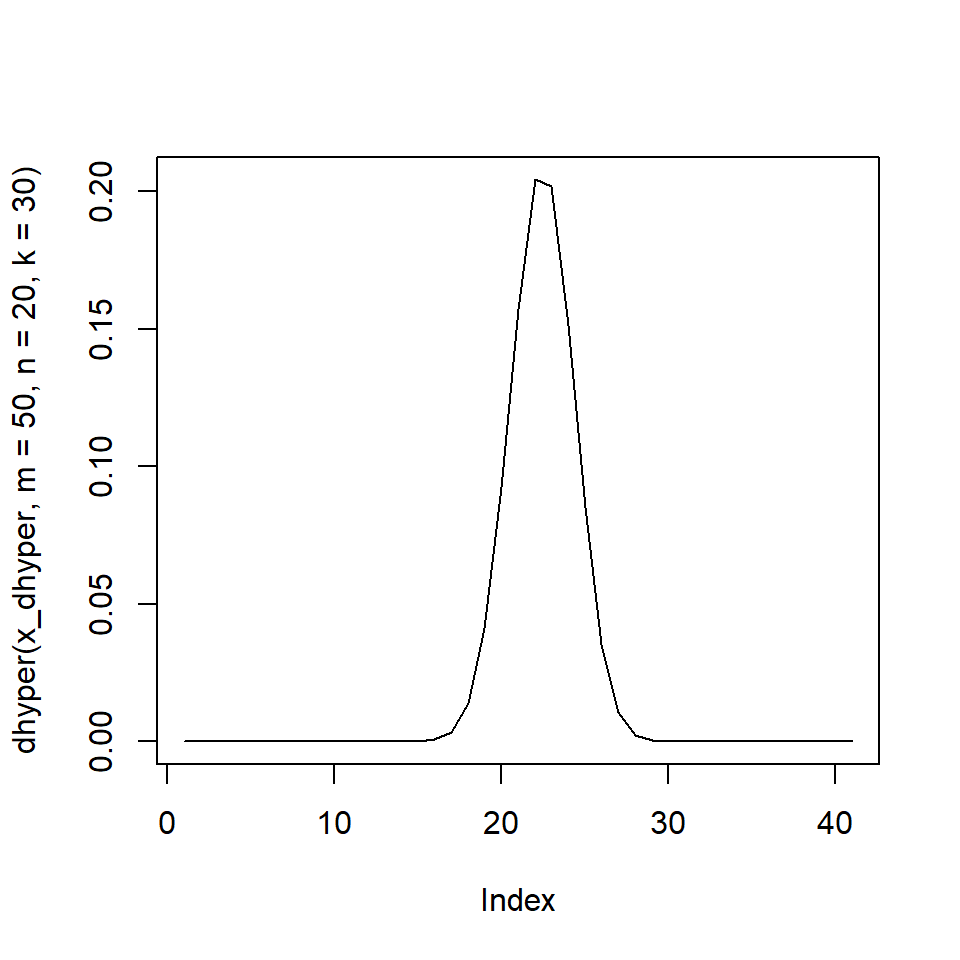 dhyper(x_dhyper, m = 50, n = 20, k = 30)
0.20
0.15
0.10
0.05
0.00
0 10 20 30 40
Index